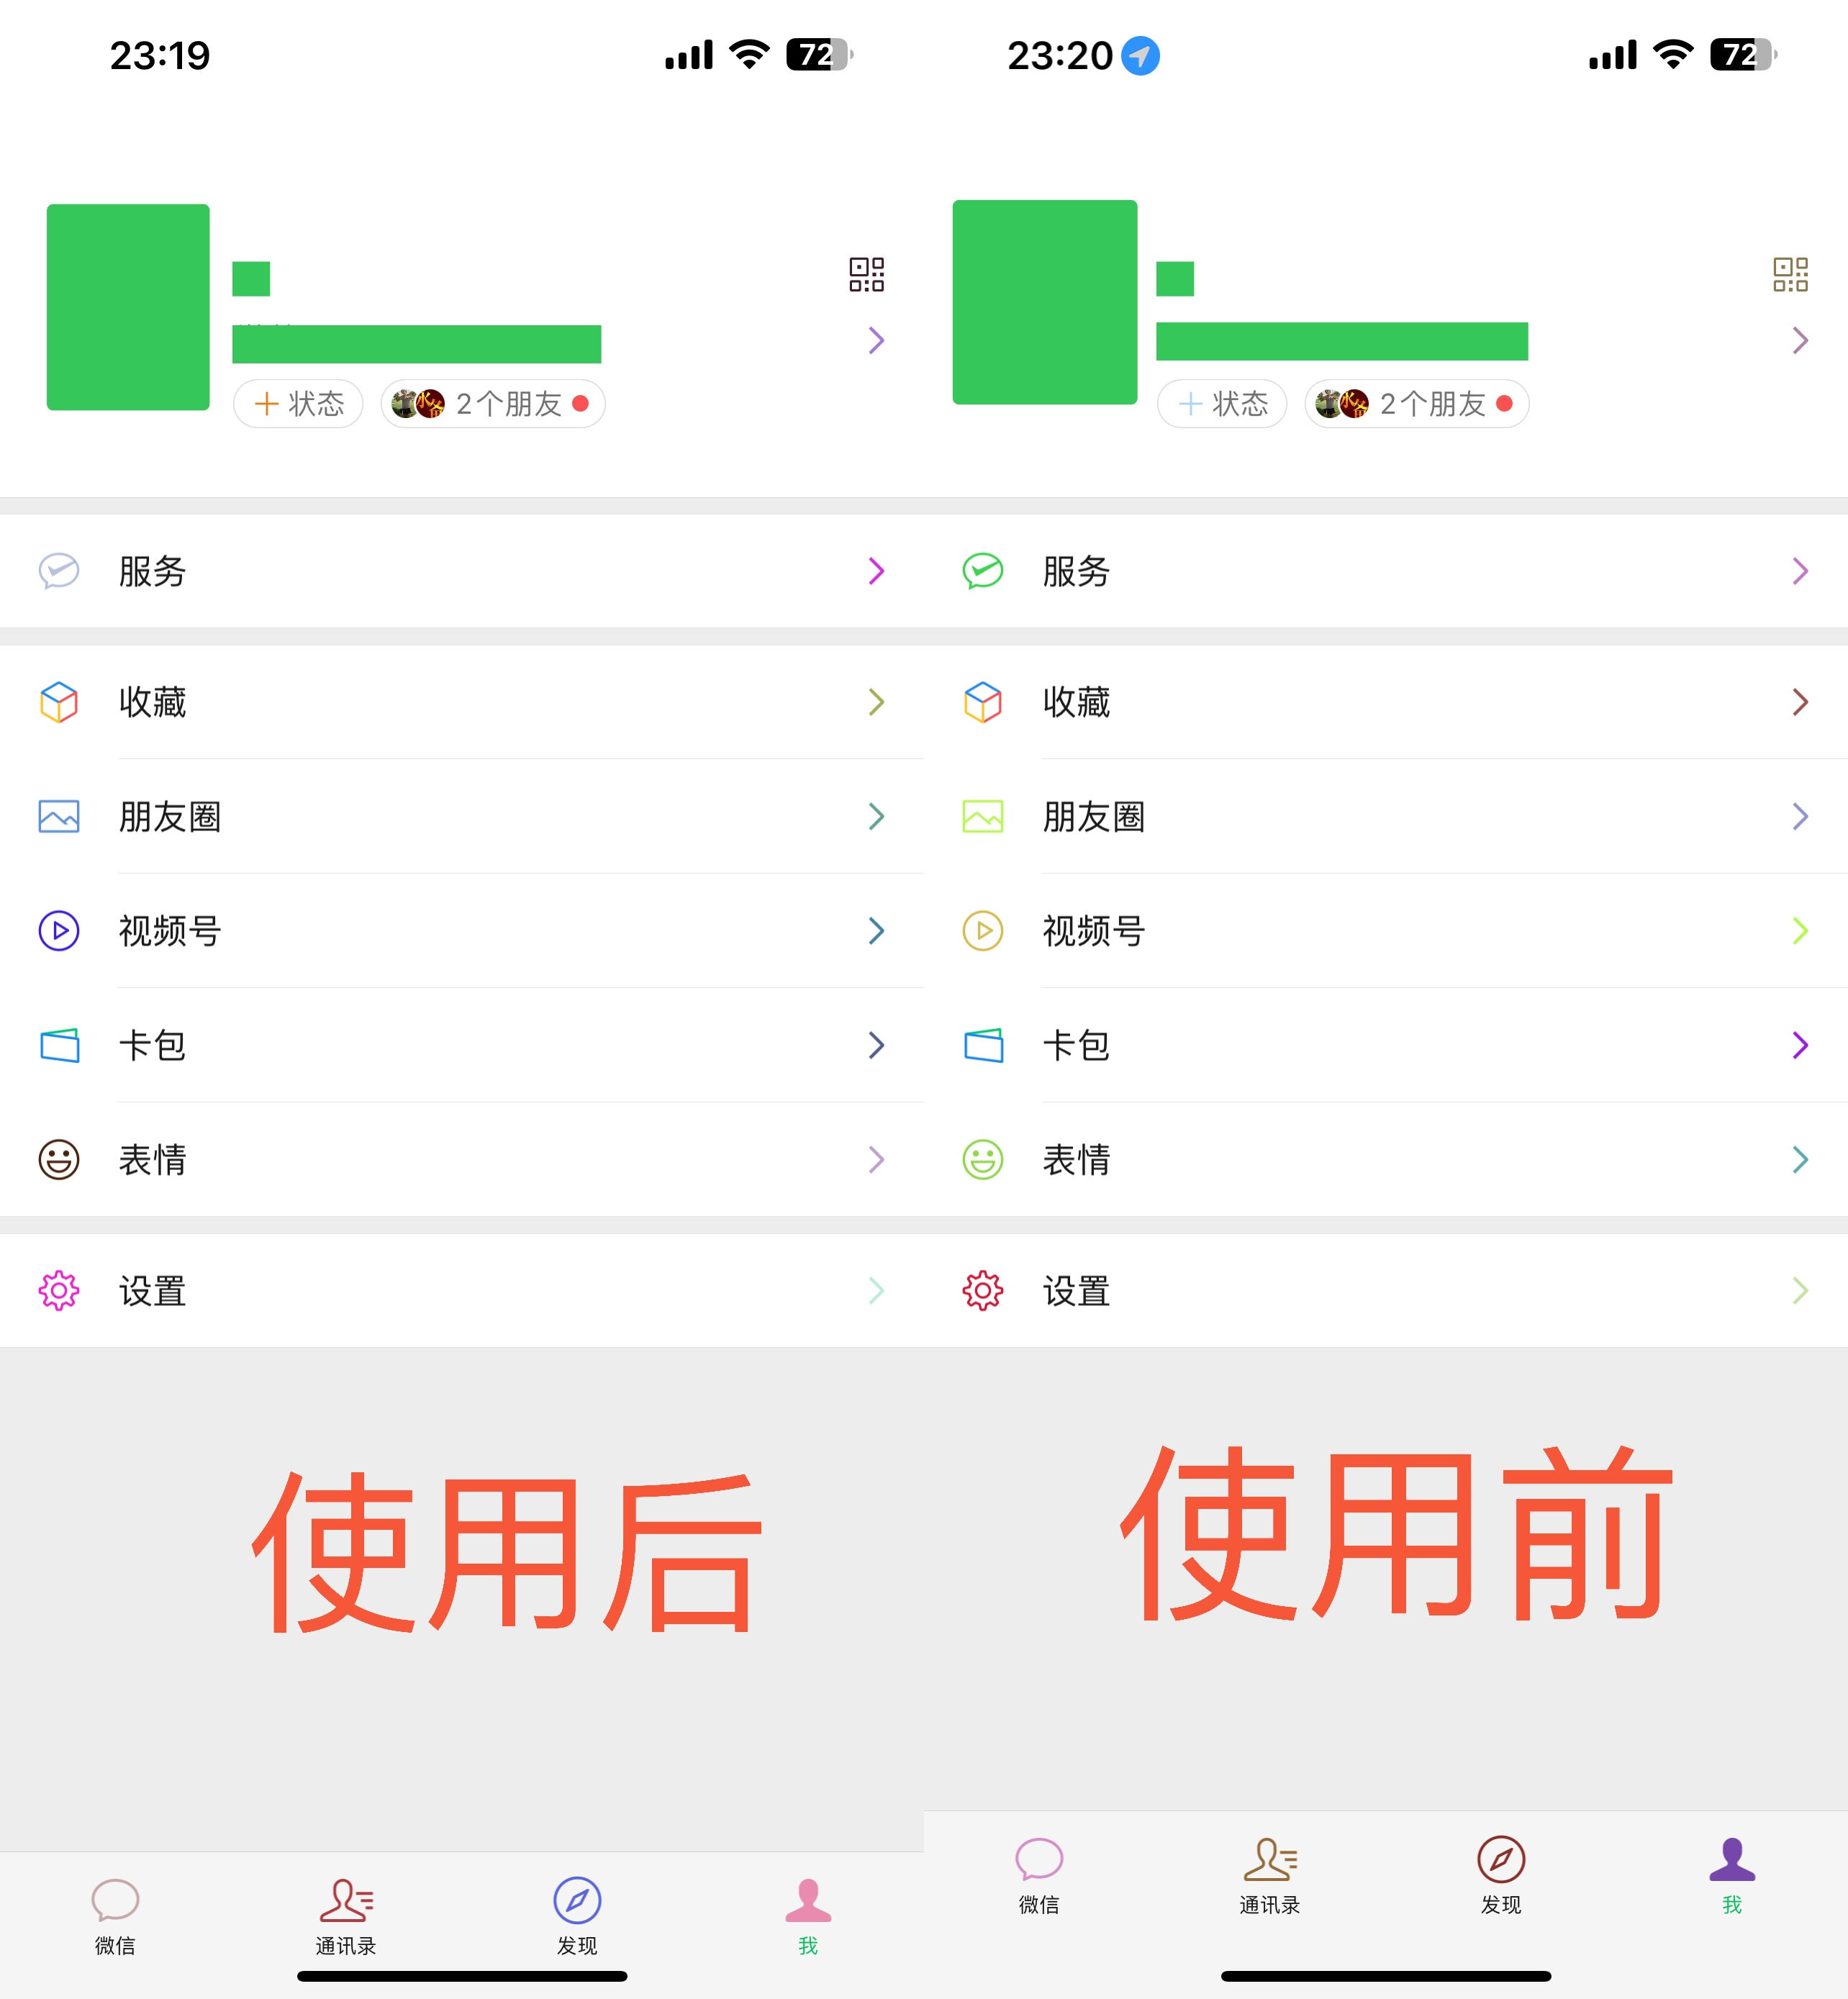 23:19
72
+ 状态
2个朋友
服务
收藏
朋友圈
视频号
卡包
表情
设置
使用后
微信
通讯录
发现
我
23:20
72
+ 状态
2个朋友
服务
收藏
朋友圈
视频号
卡包
表情
设置
使用前
微信
通讯录
发现
我